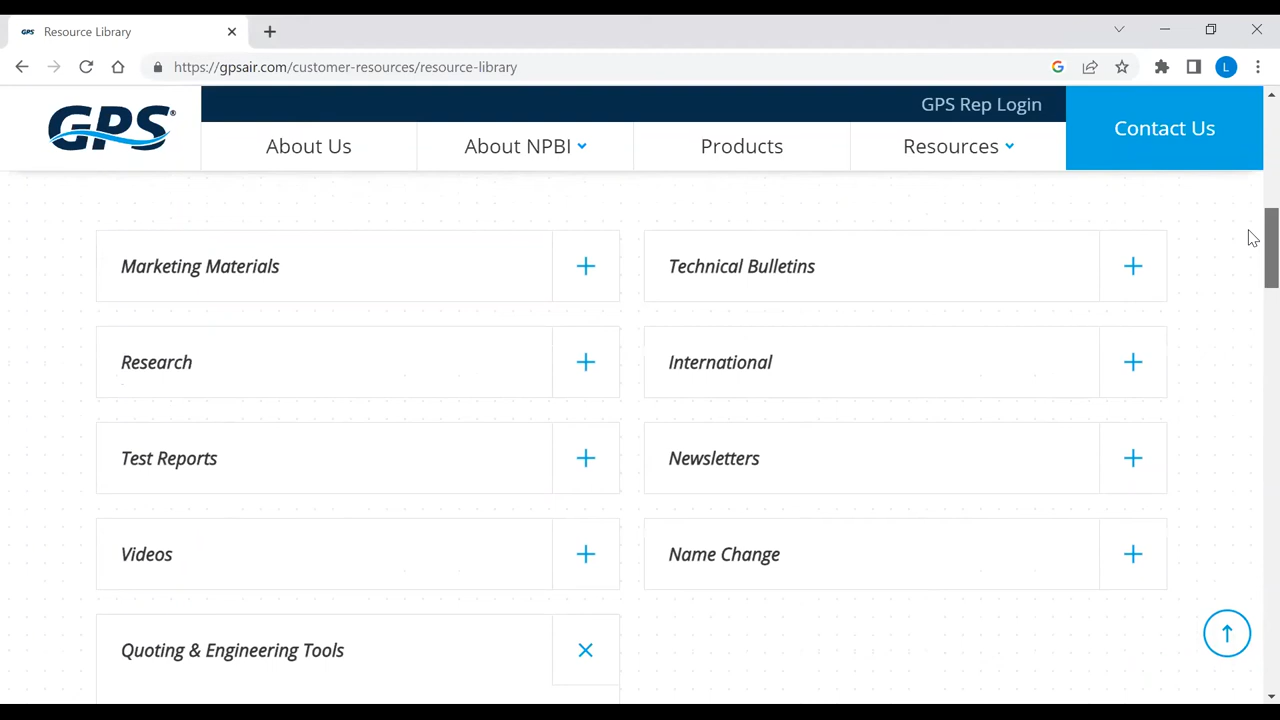 GPS
Resource Library
https://gpsair.com/customer-resources/resource-library
L
GPS®
GPS Rep Login
Contact Us
About Us
About NPBI
Products
Resources
Marketing Materials
Technical Bulletins
Research
International
Test Reports
Newsletters
Videos
Name Change
Quoting & Engineering Tools